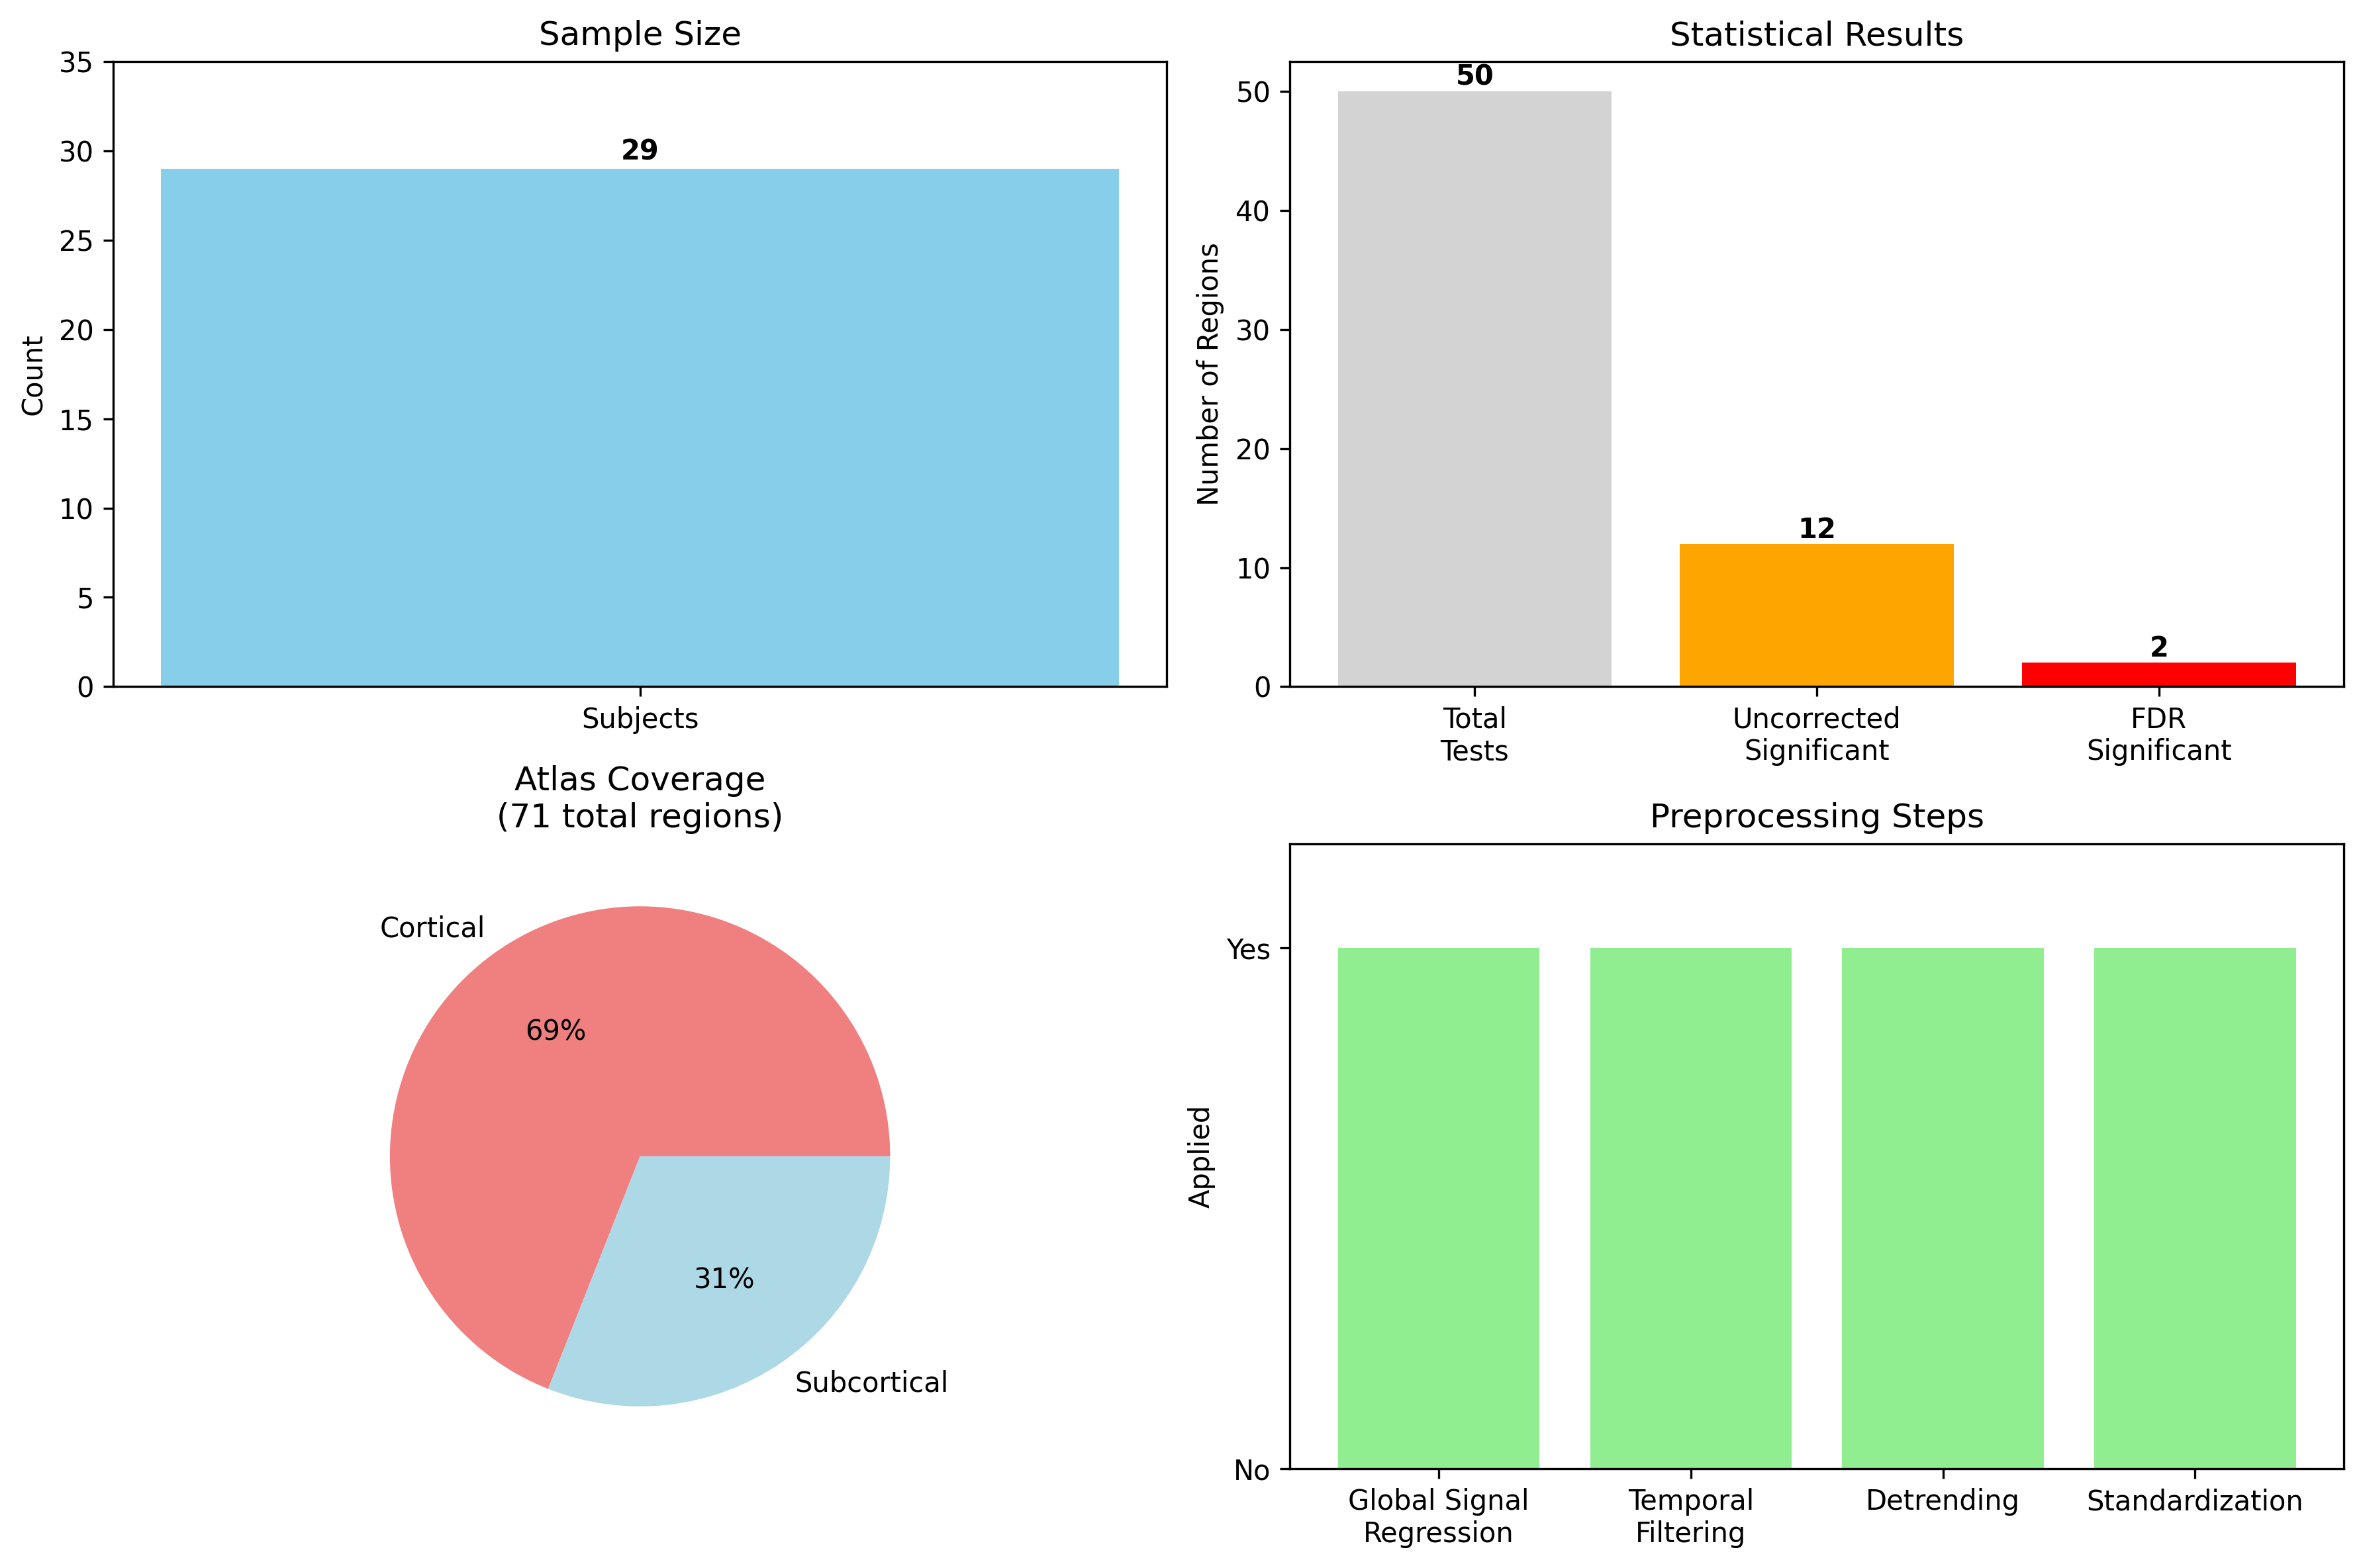 Sample Size
35
30
25
20
15
10
5
0
Count
29
Subjects
Statistical Results
50
40
30
20
10
0
Number of Regions
50
12
2
Total
Tests
Uncorrected
Significant
FDR
Significant
Atlas Coverage
(71 total regions)
Cortical
69%
31%
Subcortical
Preprocessing Steps
Yes
No
Applied
Global Signal
Regression
Temporal
Filtering
Detrending
Standardization